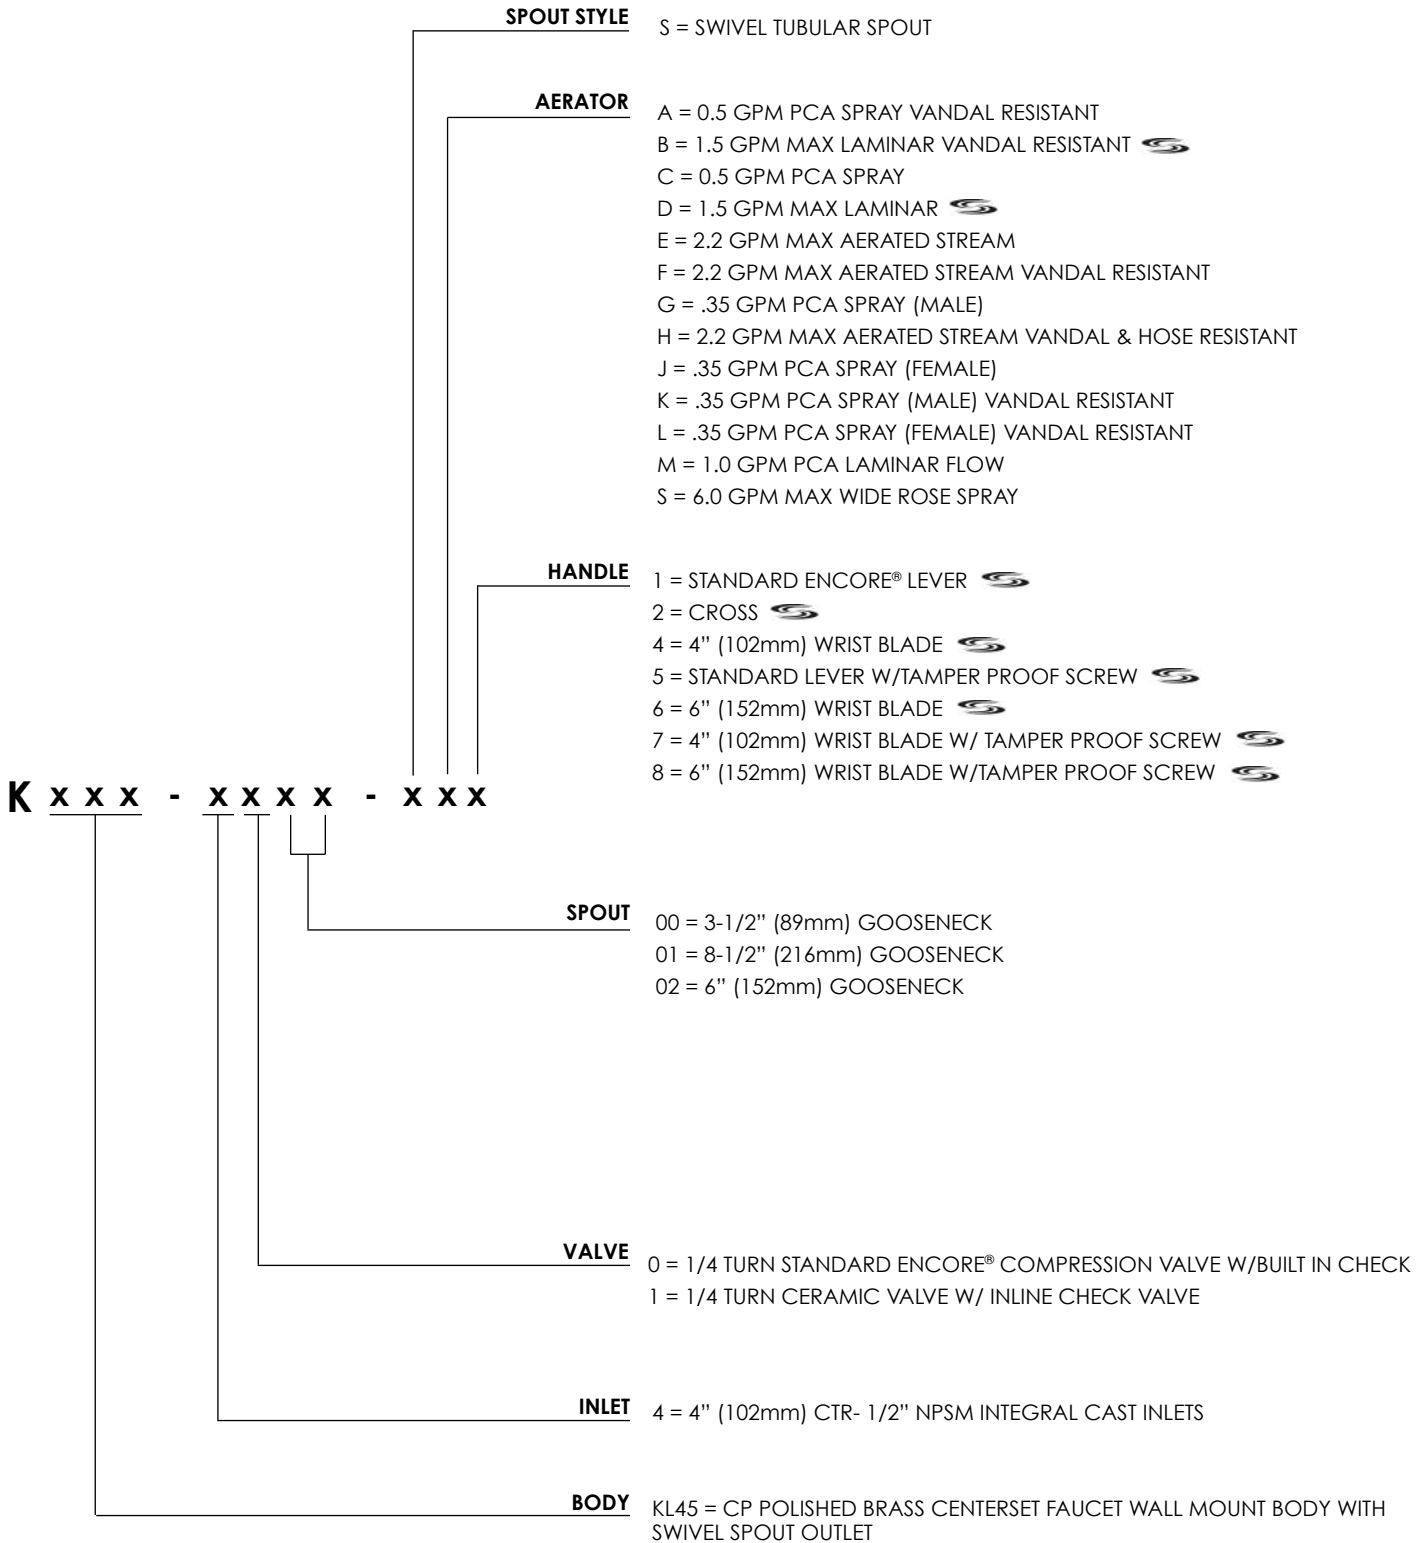 SPOUT STYLE
S = SWIVEL TUBULAR SPOUT
AERATOR
A = 0.5 GPM PCA SPRAY VANDAL RESISTANT
B = 1.5 GPM MAX LAMINAR VANDAL RESISTANT
C = 0.5 GPM PCA SPRAY
D = 1.5 GPM MAX LAMINAR
E = 2.2 GPM MAX AERATED STREAM
F = 2.2 GPM MAX AERATED STREAM VANDAL RESISTANT
G = .35 GPM PCA SPRAY (MALE)
H = 2.2 GPM MAX AERATED STREAM VANDAL & HOSE RESISTANT
J = .35 GPM PCA SPRAY (FEMALE)
K = .35 GPM PCA SPRAY (MALE) VANDAL RESISTANT
L = .35 GPM PCA SPRAY (FEMALE) VANDAL RESISTANT
M = 1.0 GPM PCA LAMINAR FLOW
S = 6.0 GPM MAX WIDE ROSE SPRAY
HANDLE
1 = STANDARD ENCORE® LEVER
2 = CROSS
4 = 4” (102mm) WRIST BLADE
5 = STANDARD LEVER W/TAMPER PROOF SCREW
6 = 6” (152mm) WRIST BLADE
7 = 4” (102mm) WRIST BLADE W/ TAMPER PROOF SCREW
8 = 6” (152mm) WRIST BLADE W/TAMPER PROOF SCREW
K x x x - x x x x - x x x
SPOUT
00 = 3-1/2” (89mm) GOOSENECK
01 = 8-1/2” (216mm) GOOSENECK
02 = 6” (152mm) GOOSENECK
VALVE
0 = 1/4 TURN STANDARD ENCORE® COMPRESSION VALVE W/BUILT IN CHECK
1 = 1/4 TURN CERAMIC VALVE W/ INLINE CHECK VALVE
INLET
4 = 4” (102mm) CTR- 1/2” NPSM INTEGRAL CAST INLETS
BODY
KL45 = CP POLISHED BRASS CENTERSET FAUCET WALL MOUNT BODY WITH
SWIVEL SPOUT OUTLET